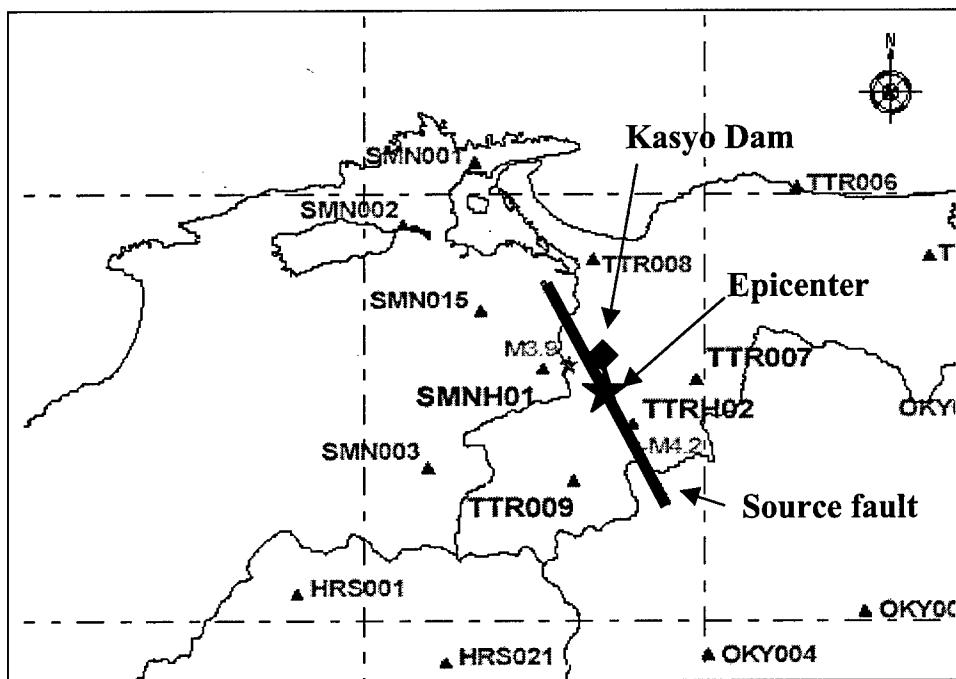 N
Kasyo Dam
SMN001
TTR006
SMN002
TTR008
Epicenter
SMN015
M3.9
TTR007
SMNH01
TTRH02
SMN003
M4.2
TTR009
Source fault
HRS001
HRS021
OKY004